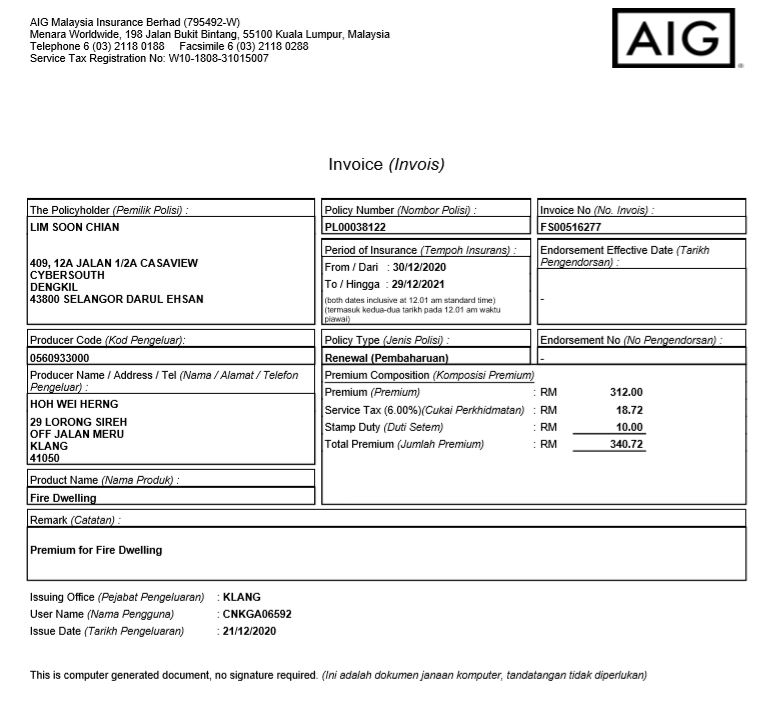 AIG Malaysia Insurance Berhad (795492-W)
Menara Worldwide, 198 Jalan Bukit Bintang, 55100 Kuala Lumpur, Malaysia
Telephone 6 (03) 2118 0188 Facsimile 6 (03) 2118 0288
Service Tax Registration No: W10-1808-31015007
AIG
Invoice (Invois)
The Policyholder (Pemilik Polisi) :
LIM SOON CHIAN
409, 12A JALAN 1/2A CASAVIEW
CYBERSOUTH
DENGKIL
43800 SELANGOR DARUL EHSAN
Policy Number (Nombor Polisi) :
PL00038122
Invoice No (No. Invois) :
FS00516277
Period of Insurance (Tempoh Insurans) :
From / Dari : 30/12/2020
To / Hingga : 29/12/2021
(both dates inclusive at 12.01 am standard time)
(termasuk kedua-dua tarikh pada 12.01 am waktu
piawai)
Endorsement Effective Date (Tarikh
Pengendorsan) :
-
Producer Code (Kod Pengeluar):
0560933000
Policy Type (Jenis Polisi) :
Renewal (Pembaharuan)
Endorsement No (No Pengendorsan) :
-
Producer Name / Address / Tel (Nama / Alamat / Telefon
Pengeluar) :
HOH WEI HERNG
29 LORONG SIREH
OFF JALAN MERU
KLANG
41050
Premium Composition (Komposisi Premium)
Premium (Premium) : RM 312.00
Service Tax (6.00%)(Cukai Perkhidmatan) : RM 18.72
Stamp Duty (Duti Setem) : RM 10.00
Total Premium (Jumlah Premium) : RM 340.72
Product Name (Nama Produk) :
Fire Dwelling
Remark (Catatan) :
Premium for Fire Dwelling
Issuing Office (Pejabat Pengeluaran) : KLANG
User Name (Nama Pengguna) : CNKGA06592
Issue Date (Tarikh Pengeluaran) : 21/12/2020
This is computer generated document, no signature required. (Ini adalah dokumen janaan komputer, tandatangan tidak diperlukan)